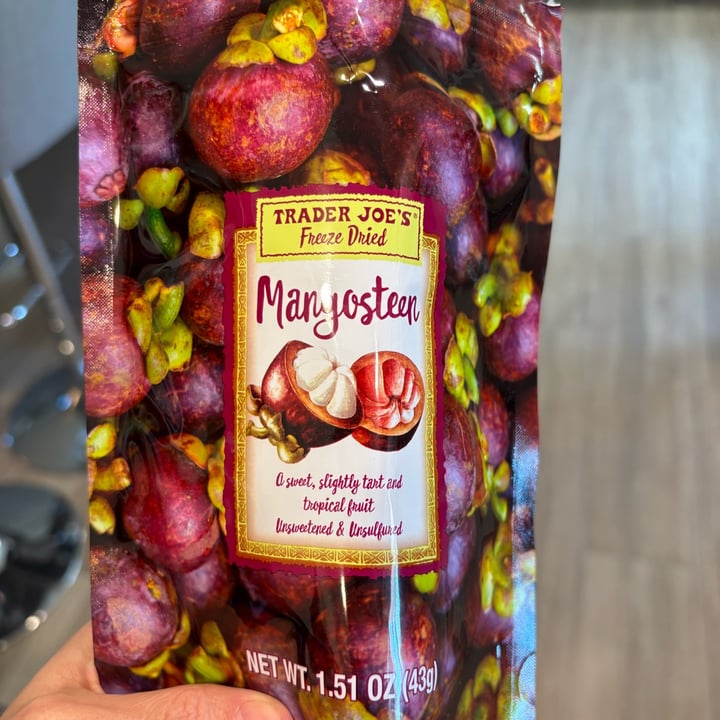 TRADER JOE'S®
Freeze Dried
Mangosteen
A sweet, slightly tart and
tropical fruit
Unsweetened & Unsulfured
NET WT. 1.51 OZ (43g)